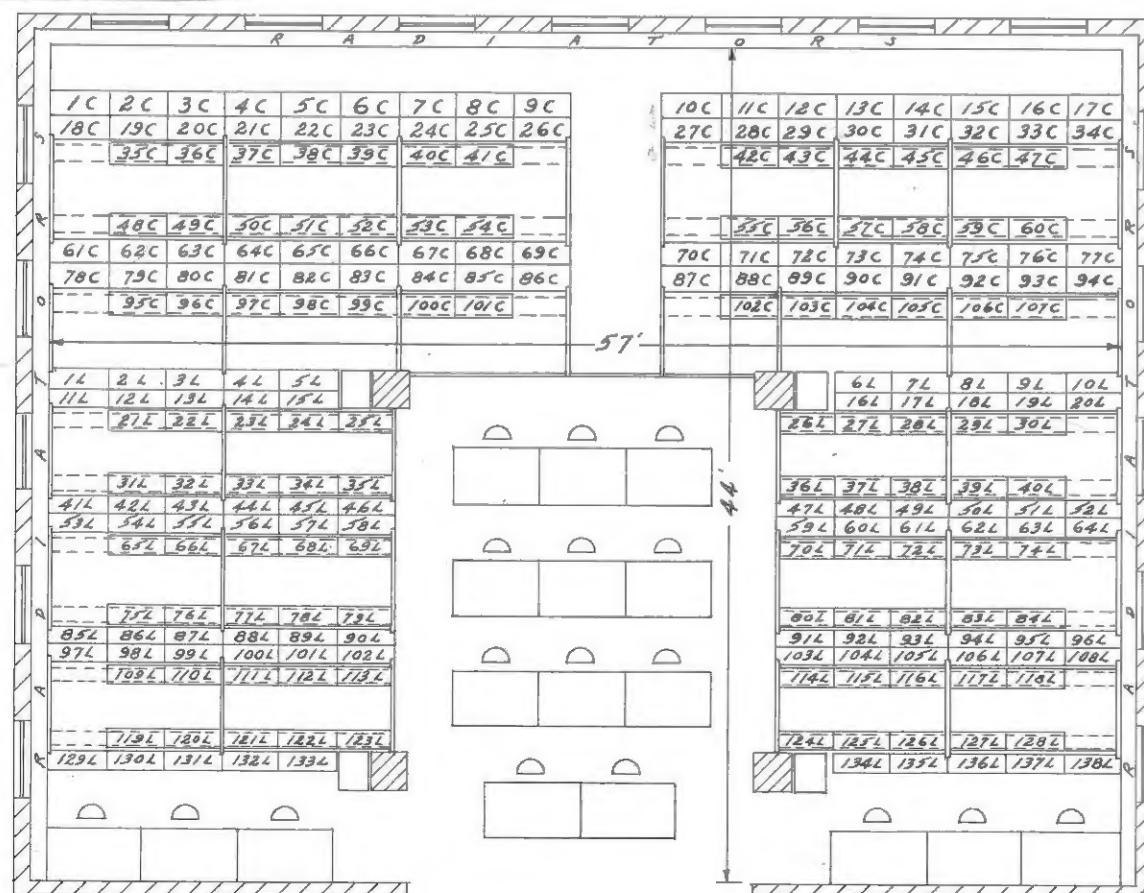 RADIATORS
1C 2C 3C 4C 5C 6C 7C 8C 9C 10C 11C 12C 13C 14C 15C 16C 17C
18C 19C 20C 21C 22C 23C 24C 25C 26C 27C 28C 29C 30C 31C 32C 33C 34C
35C 36C 37C 38C 39C 40C 41C 42C 43C 44C 45C 46C 47C
48C 49C 50C 51C 52C 53C 54C 55C 56C 57C 58C 59C 60C
61C 62C 63C 64C 65C 66C 67C 68C 69C 70C 71C 72C 73C 74C 75C 76C 77C
78C 79C 80C 81C 82C 83C 84C 85C 86C 87C 88C 89C 90C 91C 92C 93C 94C
95C 96C 97C 98C 99C 100C 101C 102C 103C 104C 105C 106C 107C
57'
1L 2L 3L 4L 5L 6L 7L 8L 9L 10L
11L 12L 13L 14L 15L 16L 17L 18L 19L 20L
21L 22L 23L 24L 25L 26L 27L 28L 29L 30L
31L 32L 33L 34L 35L 36L 37L 38L 39L 40L
44'
41L 42L 43L 44L 45L 46L 47L 48L 49L 50L 51L 52L
53L 54L 55L 56L 57L 58L 59L 60L 61L 62L 63L 64L
65L 66L 67L 68L 69L 70L 71L 72L 73L 74L
75L 76L 77L 78L 79L 80L 81L 82L 83L 84L
85L 86L 87L 88L 89L 90L 91L 92L 93L 94L 95L 96L
97L 98L 99L 100L 101L 102L 103L 104L 105L 106L 107L 108L
109L 110L 111L 112L 113L 114L 115L 116L 117L 118L
119L 120L 121L 122L 123L 124L 125L 126L 127L 128L
129L 130L 131L 132L 133L 134L 135L 136L 137L 138L
RADIATORS
RADIATORS